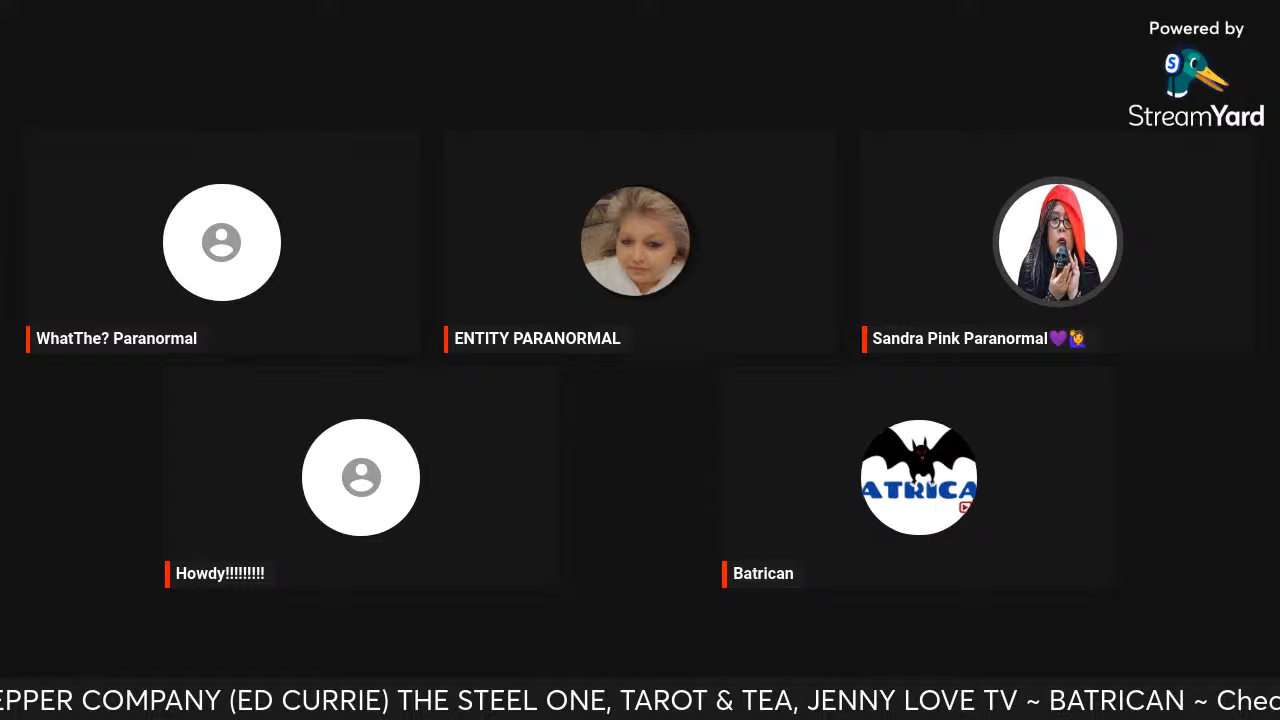 Powered by
S
StreamYard
WhatThe? Paranormal
ENTITY PARANORMAL
Sandra Pink Paranormal💜🙋‍♀️
Howdy!!!!!!!!!
ATRICA
Batrican
EPPER COMPANY (ED CURRIE) THE STEEL ONE, TAROT & TEA, JENNY LOVE TV ~ BATRICAN ~ Chec